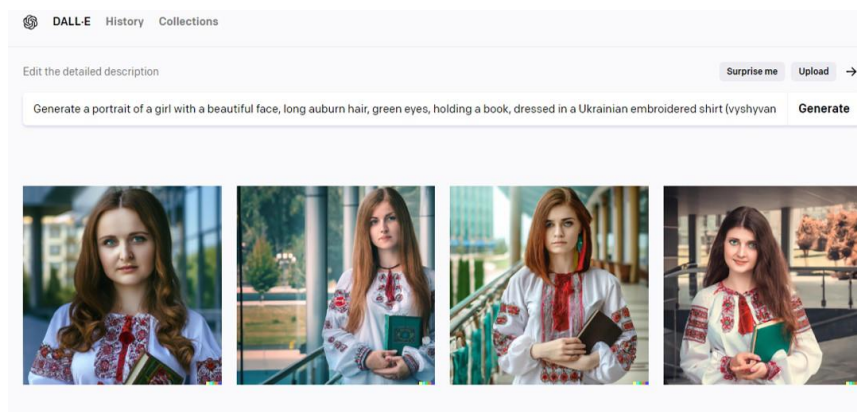 DALL·E History Collections
Edit the detailed description Surprise me Upload →
Generate a portrait of a girl with a beautiful face, long auburn hair, green eyes, holding a book, dressed in a Ukrainian embroidered shirt (vyshyvan Generate